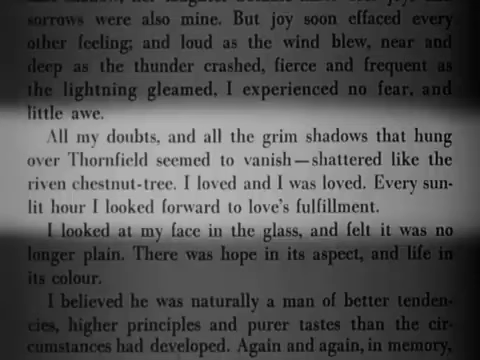 sorrows were also mine. But joy soon effaced every
other feeling; and loud as the wind blew, near and
deep as the thunder crashed, fierce and frequent as
the lightning gleamed, I experienced no fear, and
little awe.
All my doubts, and all the grim shadows that hung
over Thornfield seemed to vanish—shattered like the
riven chestnut-tree. I loved and I was loved. Every sun-
lit hour I looked forward to love's fulfillment.
I looked at my face in the glass, and felt it was no
longer plain. There was hope in its aspect, and life in
its colour.
I believed he was naturally a man of better tenden-
cies, higher principles and purer tastes than the cir-
cumstances had developed. Again and again, in memory,